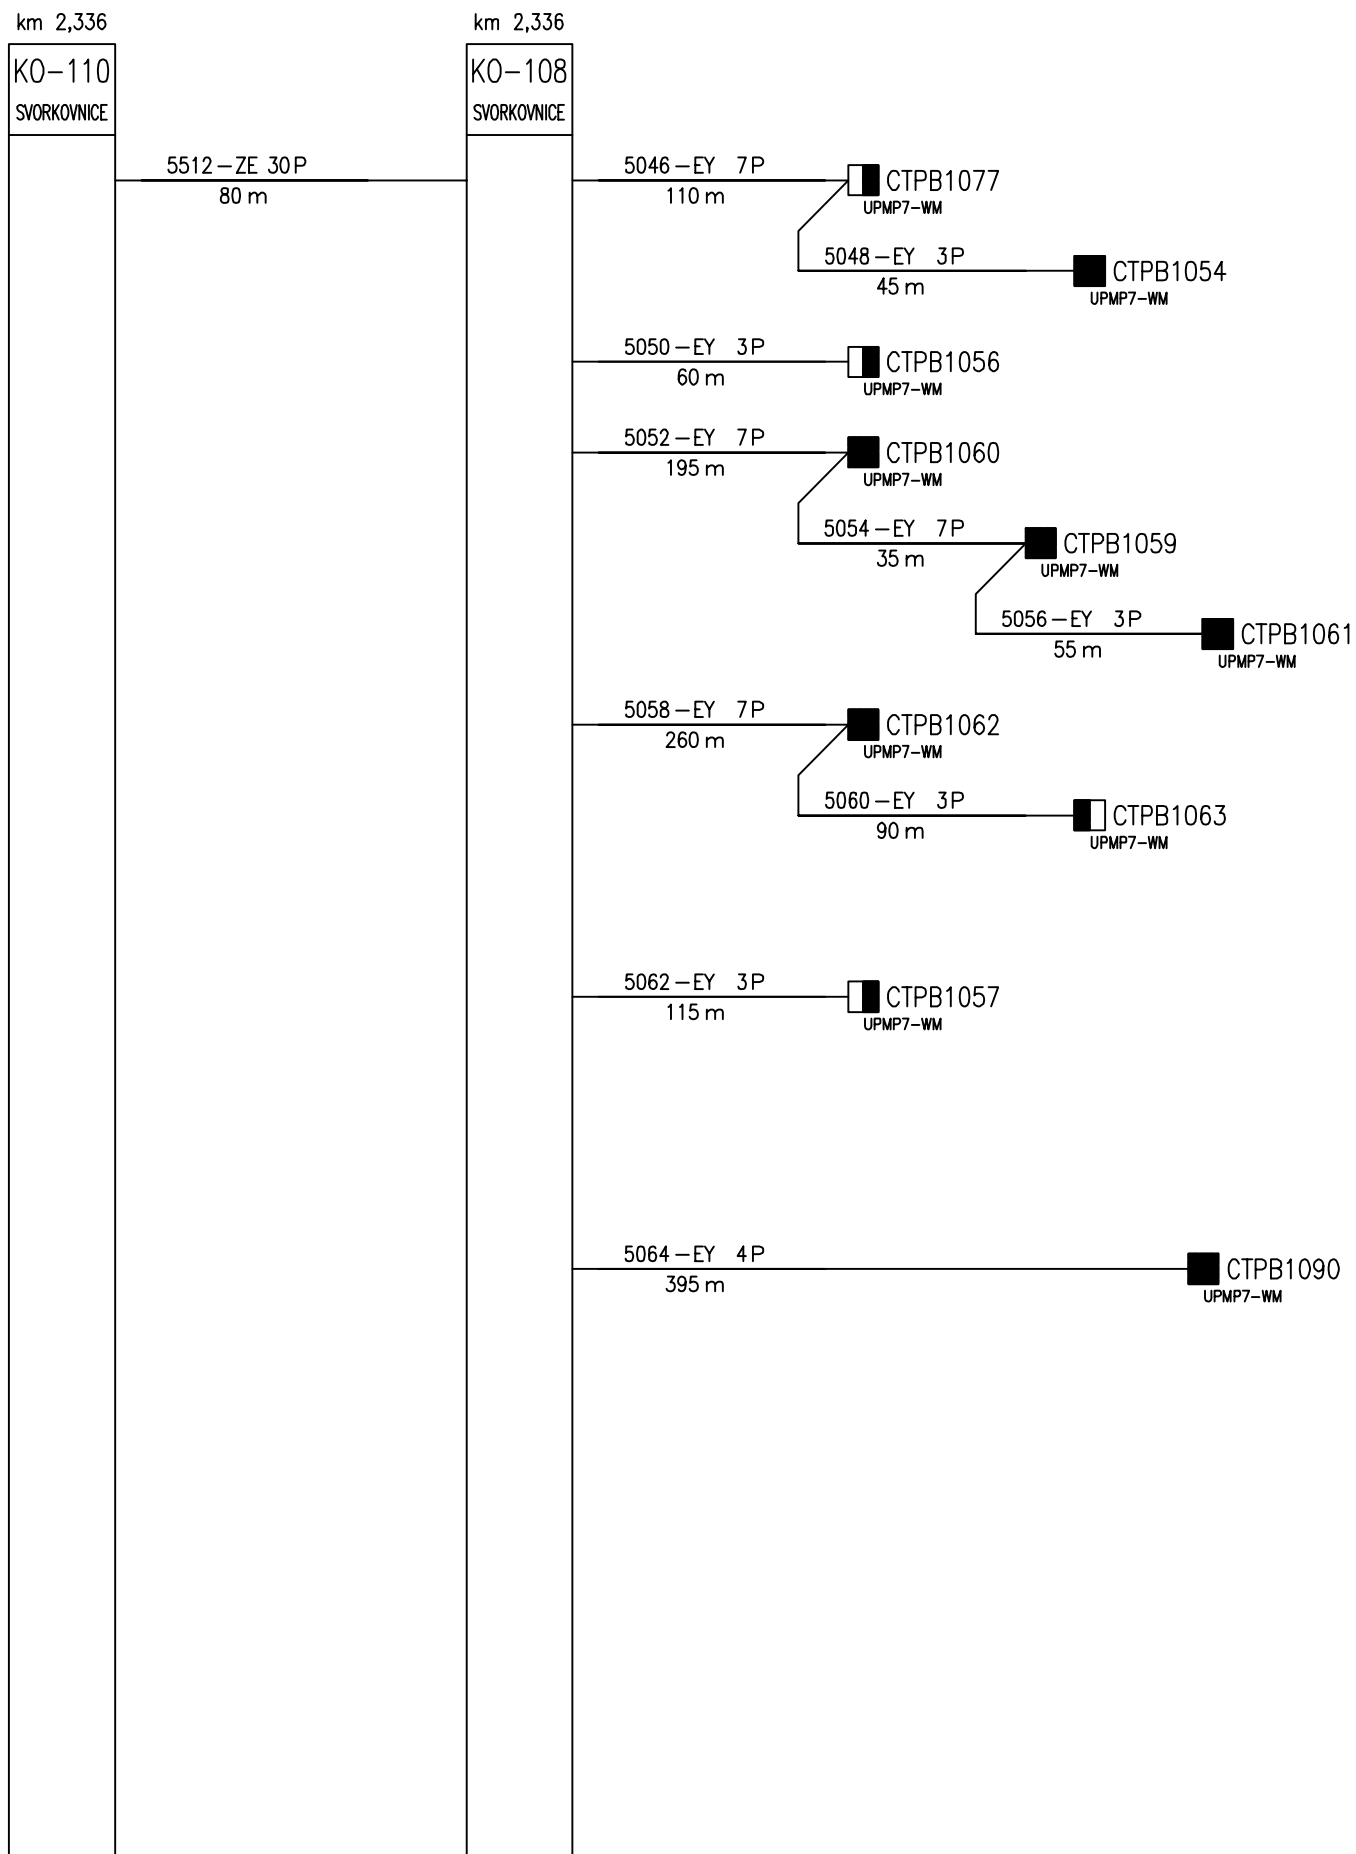 km 2,336
km 2,336
KO-110
KO-108
SVORKOVNICE
SVORKOVNICE
5512-ZE 30P
80 m
5046-EY 7P
110 m
CTPB1077
UPMP7-WM
5048-EY 3P
45 m
CTPB1054
UPMP7-WM
5050-EY 3P
60 m
CTPB1056
UPMP7-WM
5052-EY 7P
195 m
CTPB1060
UPMP7-WM
5054-EY 7P
35 m
CTPB1059
UPMP7-WM
5056-EY 3P
55 m
CTPB1061
UPMP7-WM
5058-EY 7P
260 m
CTPB1062
UPMP7-WM
5060-EY 3P
90 m
CTPB1063
UPMP7-WM
5062-EY 3P
115 m
CTPB1057
UPMP7-WM
5064-EY 4P
395 m
CTPB1090
UPMP7-WM